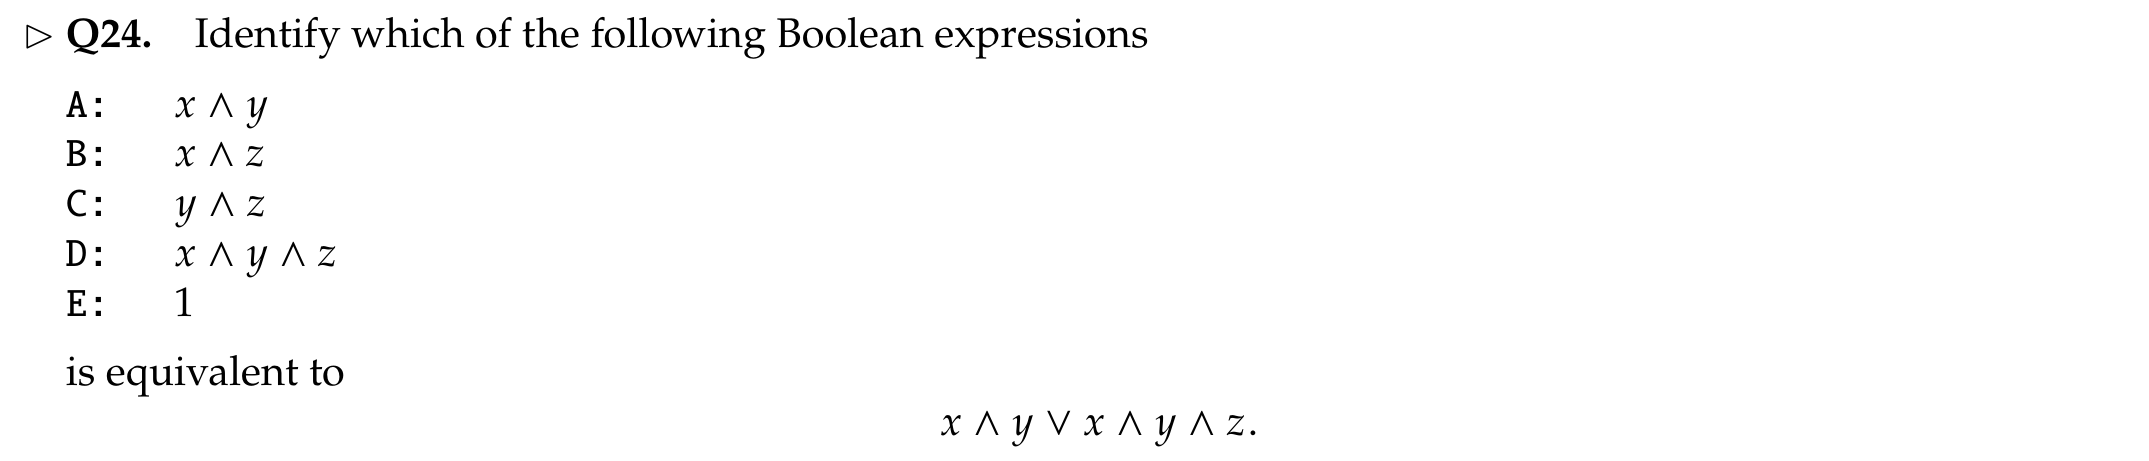 ▷ Q24. Identify which of the following Boolean expressions
A: x ∧ y
B: x ∧ z
C: y ∧ z
D: x ∧ y ∧ z
E: 1
is equivalent to
x ∧ y ∨ x ∧ y ∧ z.